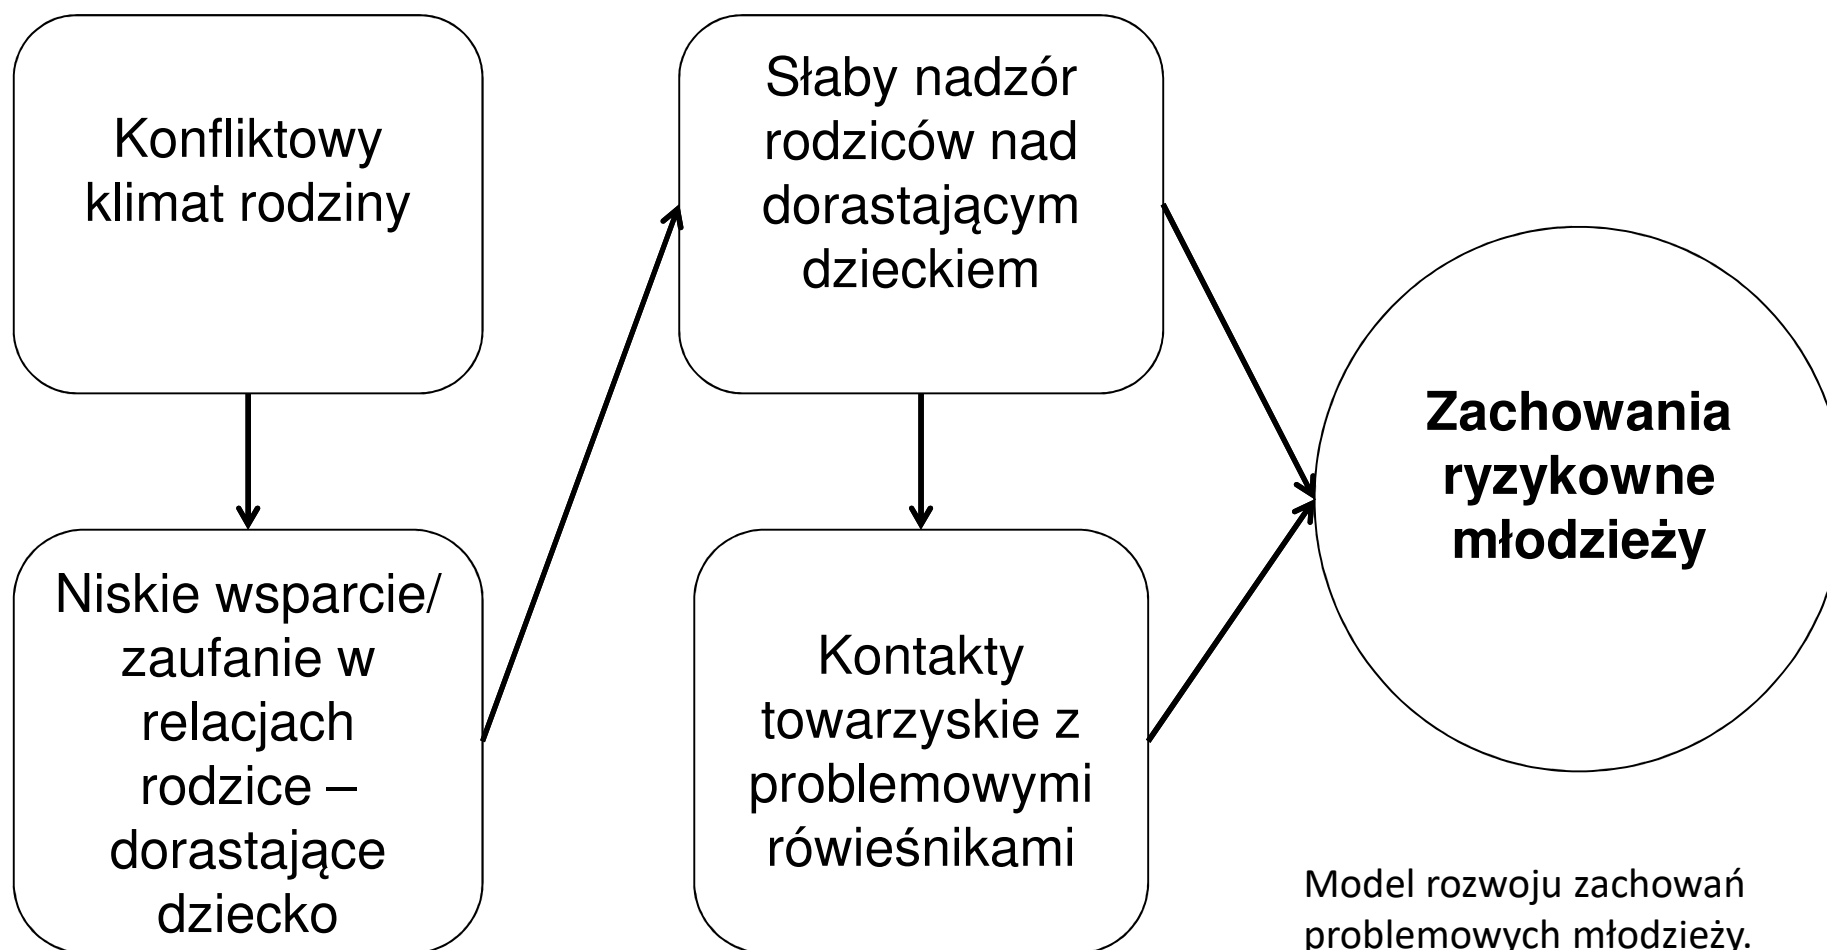 Konfliktowy
klimat rodziny
Niskie wsparcie/
zaufanie w
relacjach
rodzice –
dorastające
dziecko
Słaby nadzór
rodziców nad
dorastającym
dzieckiem
Kontakty
towarzyskie z
problemowymi
rówieśnikami
Zachowania
ryzykowne
młodzieży
Model rozwoju zachowań
problemowych młodzieży.